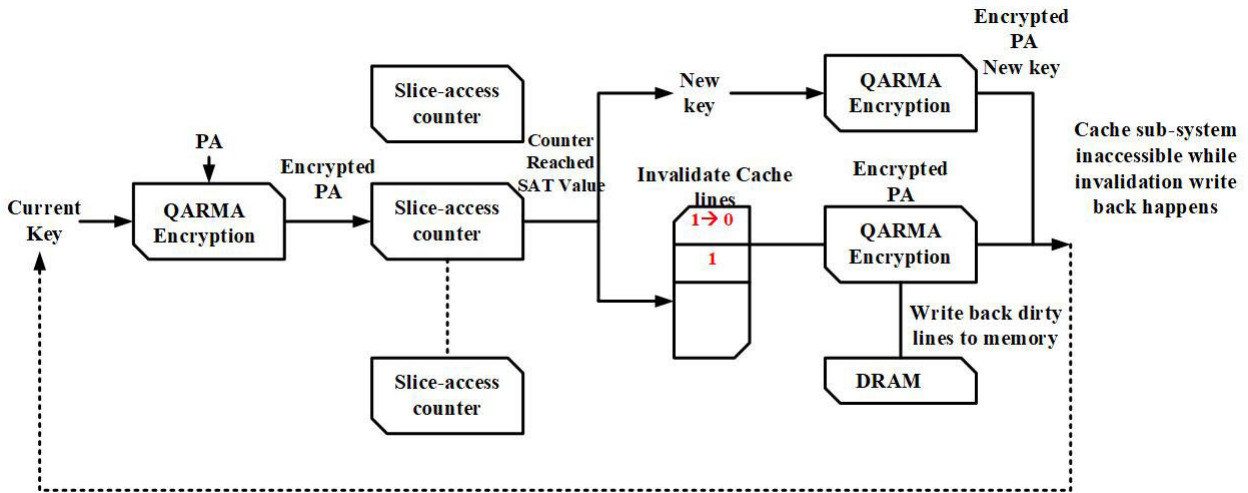 Current
Key
PA
QARMA
Encryption
Encrypted
PA
Slice-access
counter
Slice-access
counter
Slice-access
counter
Counter
Reached
SAT Value
New
key
QARMA
Encryption
Encrypted
PA
New key
Invalidate Cache
lines
1→ 0
1
Encrypted
PA
QARMA
Encryption
Write back dirty
lines to memory
DRAM
Cache sub-system
inaccessible while
invalidation write
back happens